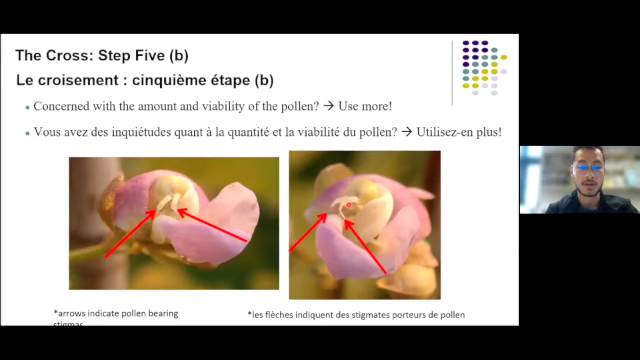 The Cross: Step Five (b)
Le croisement : cinquième étape (b)
Concerned with the amount and viability of the pollen? → Use more!
Vous avez des inquiétudes quant à la quantité et la viabilité du pollen? → Utilisez-en plus!
*arrows indicate pollen bearing
stigmas
*les flèches indiquent des stigmates porteurs de pollen